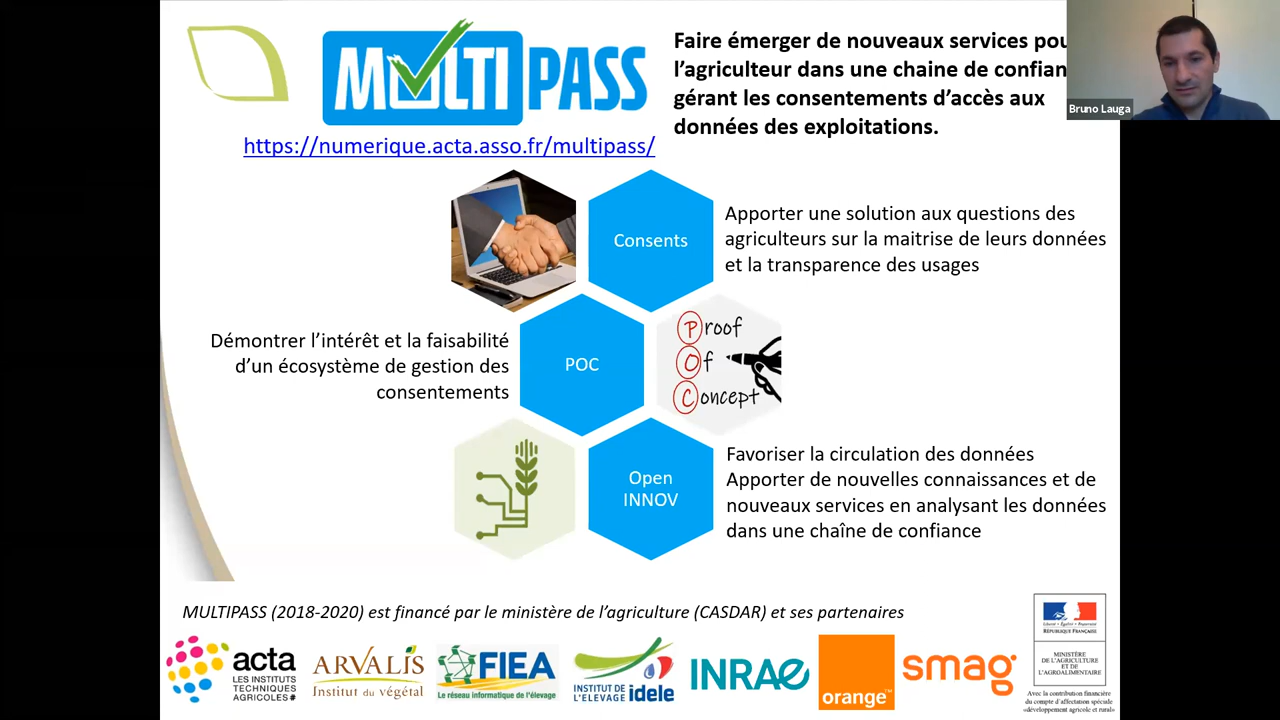 MULTIPASS
https://numerique.acta.asso.fr/multipass/
Faire émerger de nouveaux services pou
l'agriculteur dans une chaine de confian
gérant les consentements d'accès aux
données des exploitations.
Bruno Lauga
Consents
Apporter une solution aux questions des
agriculteurs sur la maitrise de leurs données
et la transparence des usages
Démontrer l'intérêt et la faisabilité
d'un écosystème de gestion des
consentements
POC
Proof
Of
Concept
Open
INNOV
Favoriser la circulation des données
Apporter de nouvelles connaissances et de
nouveaux services en analysant les données
dans une chaîne de confiance
MULTIPASS (2018-2020) est financé par le ministère de l'agriculture (CASDAR) et ses partenaires
acta
LES INSTITUTS
TECHNIQUES
AGRICOLES#
ARVALIS
Institut du végétal
FIEA
Le réseau informatique de l'élevage
INSTITUT DE
L'ELEVAGE idele
INRAE
orange™
smag
Liberté • Égalité • Fraternité
RÉPUBLIQUE FRANÇAISE
MINISTÈRE
DE L'AGRICULTURE
ET DE
L'AGROALIMENTAIRE
Avec la contribution financière
du compte d'affectation spéciale
«développement agricole et rural»